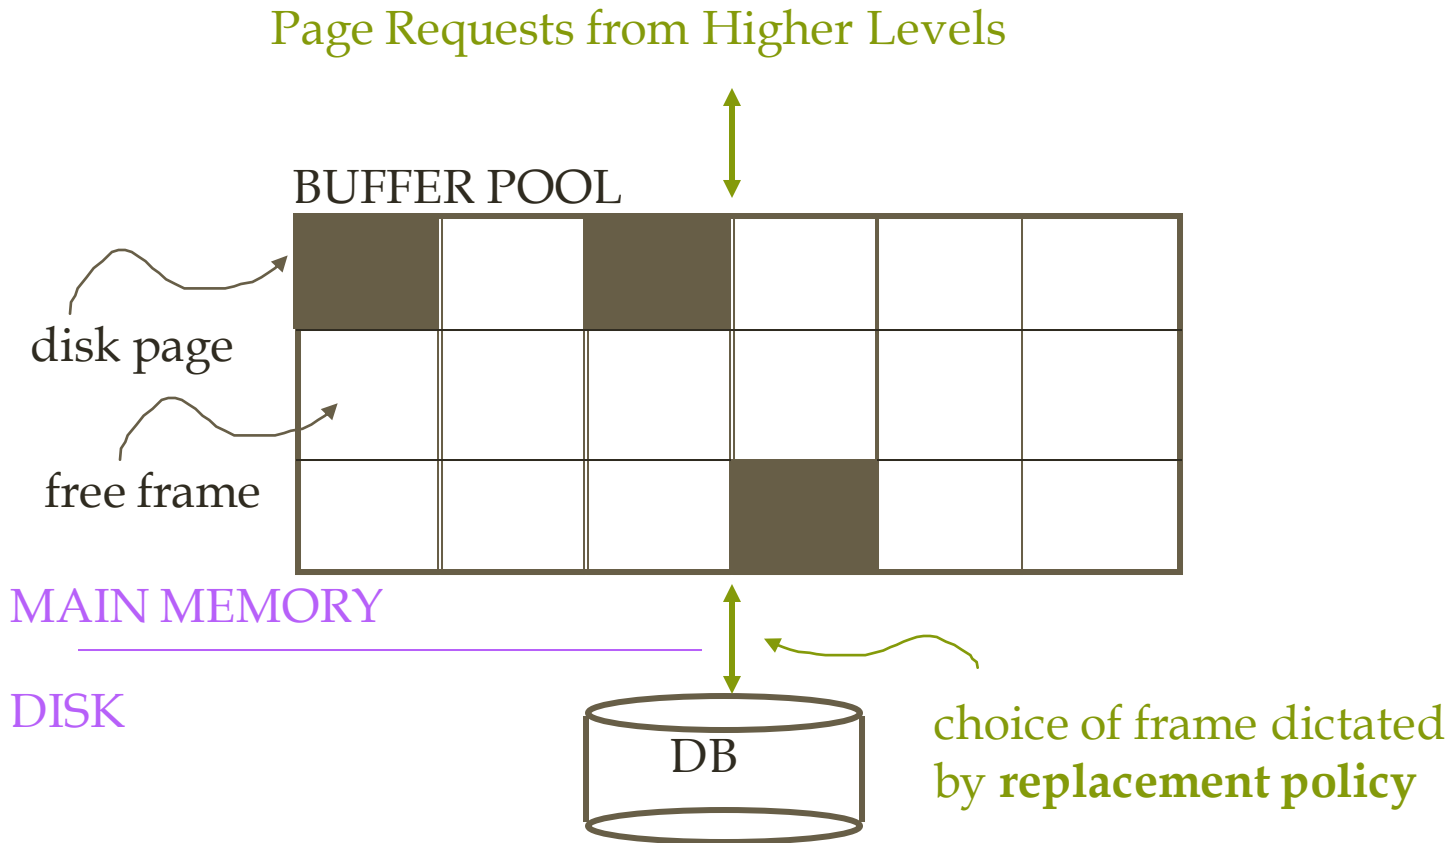 Page Requests from Higher Levels
BUFFER POOL
disk page
free frame
MAIN MEMORY
DISK
DB
choice of frame dictated
by replacement policy